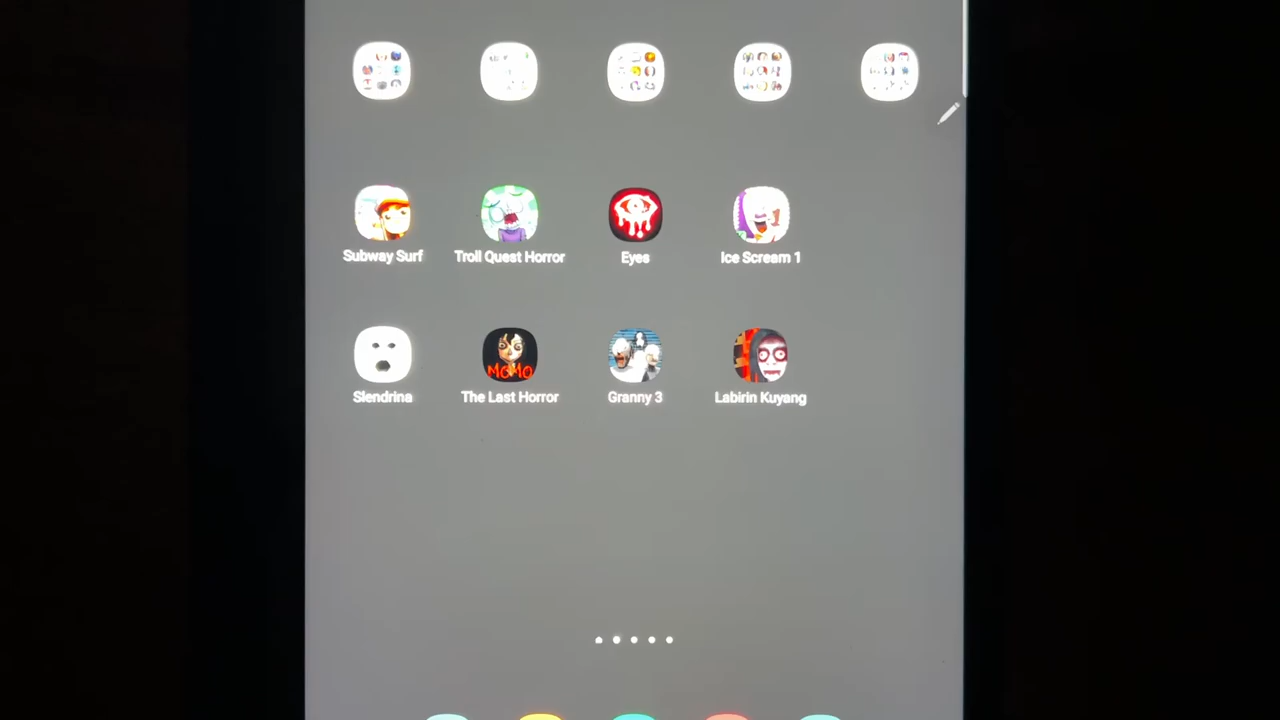 Subway Surf
Troll Quest Horror
Eyes
Ice Scream 1
MOMO
Slendrina
The Last Horror
Granny 3
Labirin Kuyang